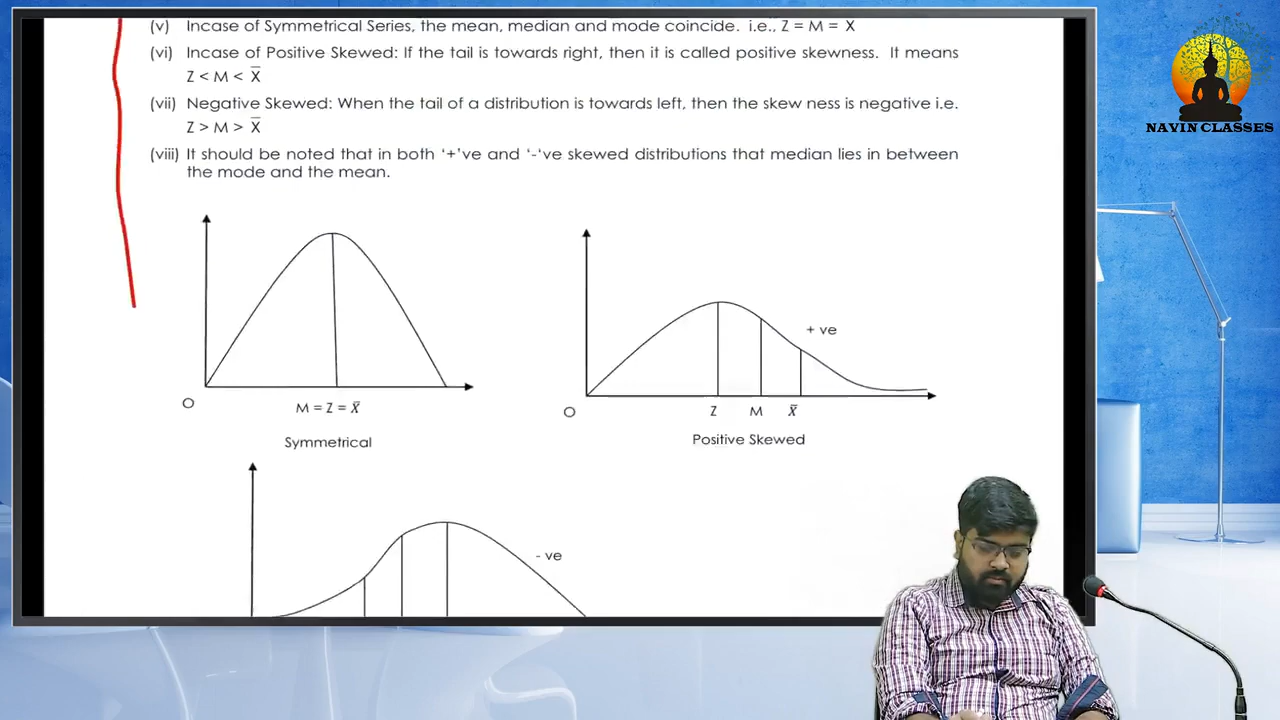 (v) Incase of Symmetrical Series, the mean, median and mode coincide. i.e., Z = M = X
(vi) Incase of Positive Skewed: If the tail is towards right, then it is called positive skewness. It means
Z < M < X̅
(vii) Negative Skewed: When the tail of a distribution is towards left, then the skew ness is negative i.e.
Z > M > X̅
(viii) It should be noted that in both ‘+’ve and ‘-‘ve skewed distributions that median lies in between
the mode and the mean.
+ ve
O
M = Z = X̅
Symmetrical
O
Z M X̅
Positive Skewed
- ve
NAVIN CLASSES